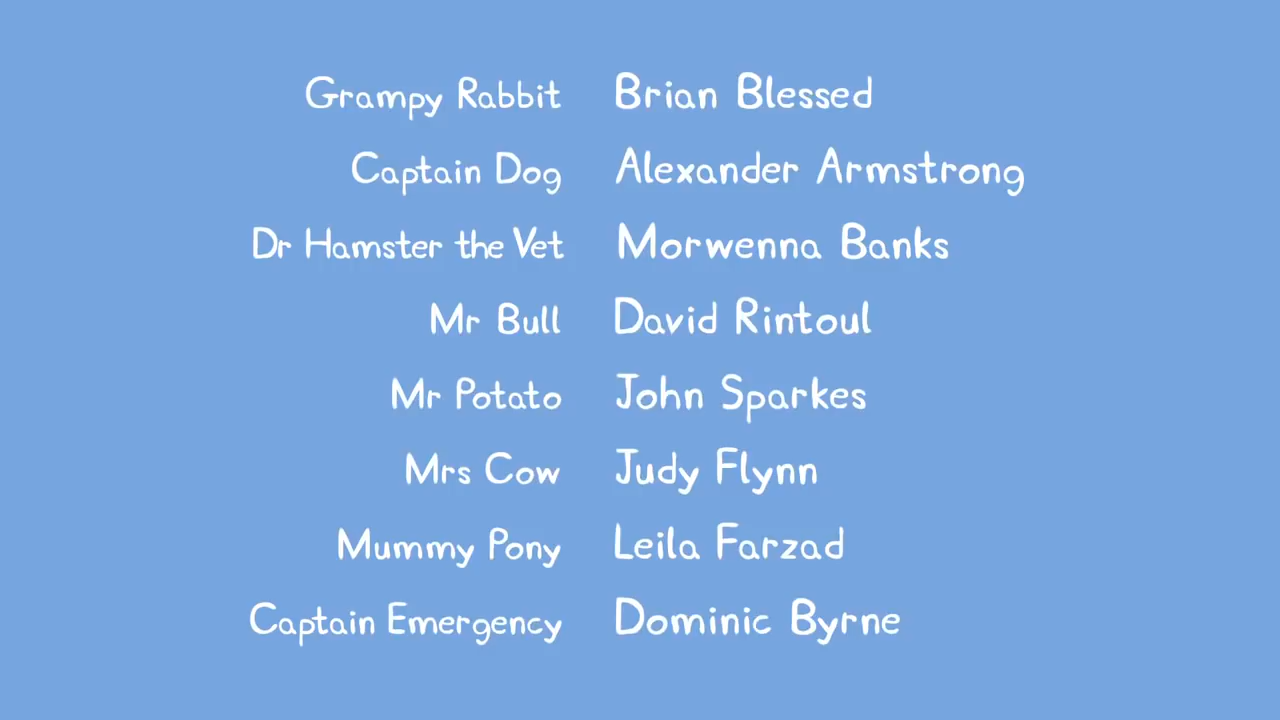 Grampy Rabbit Brian Blessed
Captain Dog Alexander Armstrong
Dr Hamster the Vet Morwenna Banks
Mr Bull David Rintoul
Mr Potato John Sparkes
Mrs Cow Judy Flynn
Mummy Pony Leila Farzad
Captain Emergency Dominic Byrne